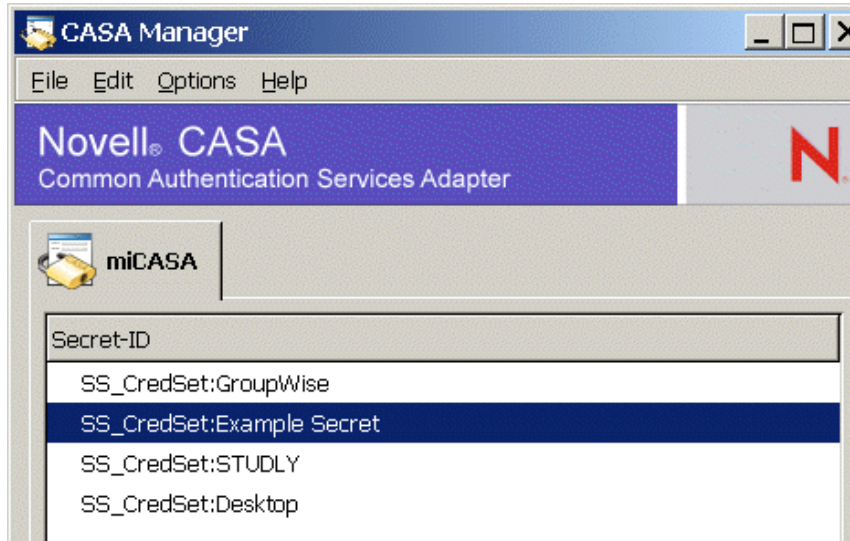 CASA Manager
File Edit Options Help
Novell® CASA
Common Authentication Services Adapter
N.
miCASA
Secret-ID
SS_CredSet:GroupWise
SS_CredSet:Example Secret
SS_CredSet:STUDLY
SS_CredSet:Desktop